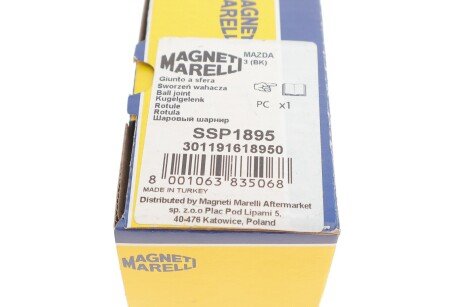 MAGNETI
MARELLI
MAZDA
3 (BK)
Giunto a sfera
Sworzeń wahacza
Ball joint
Kugelgelenk
Rotule
Rotula
Шаровый шарнир
PC x1
SSP1895
301191618950
8 001063 835068
MADE IN TURKEY
Distributed by Magneti Marelli Aftermarket
sp. z.o.o Plac Pod Lipami 5,
40-476 Katowice, Poland
MAGNETI
MARELLI